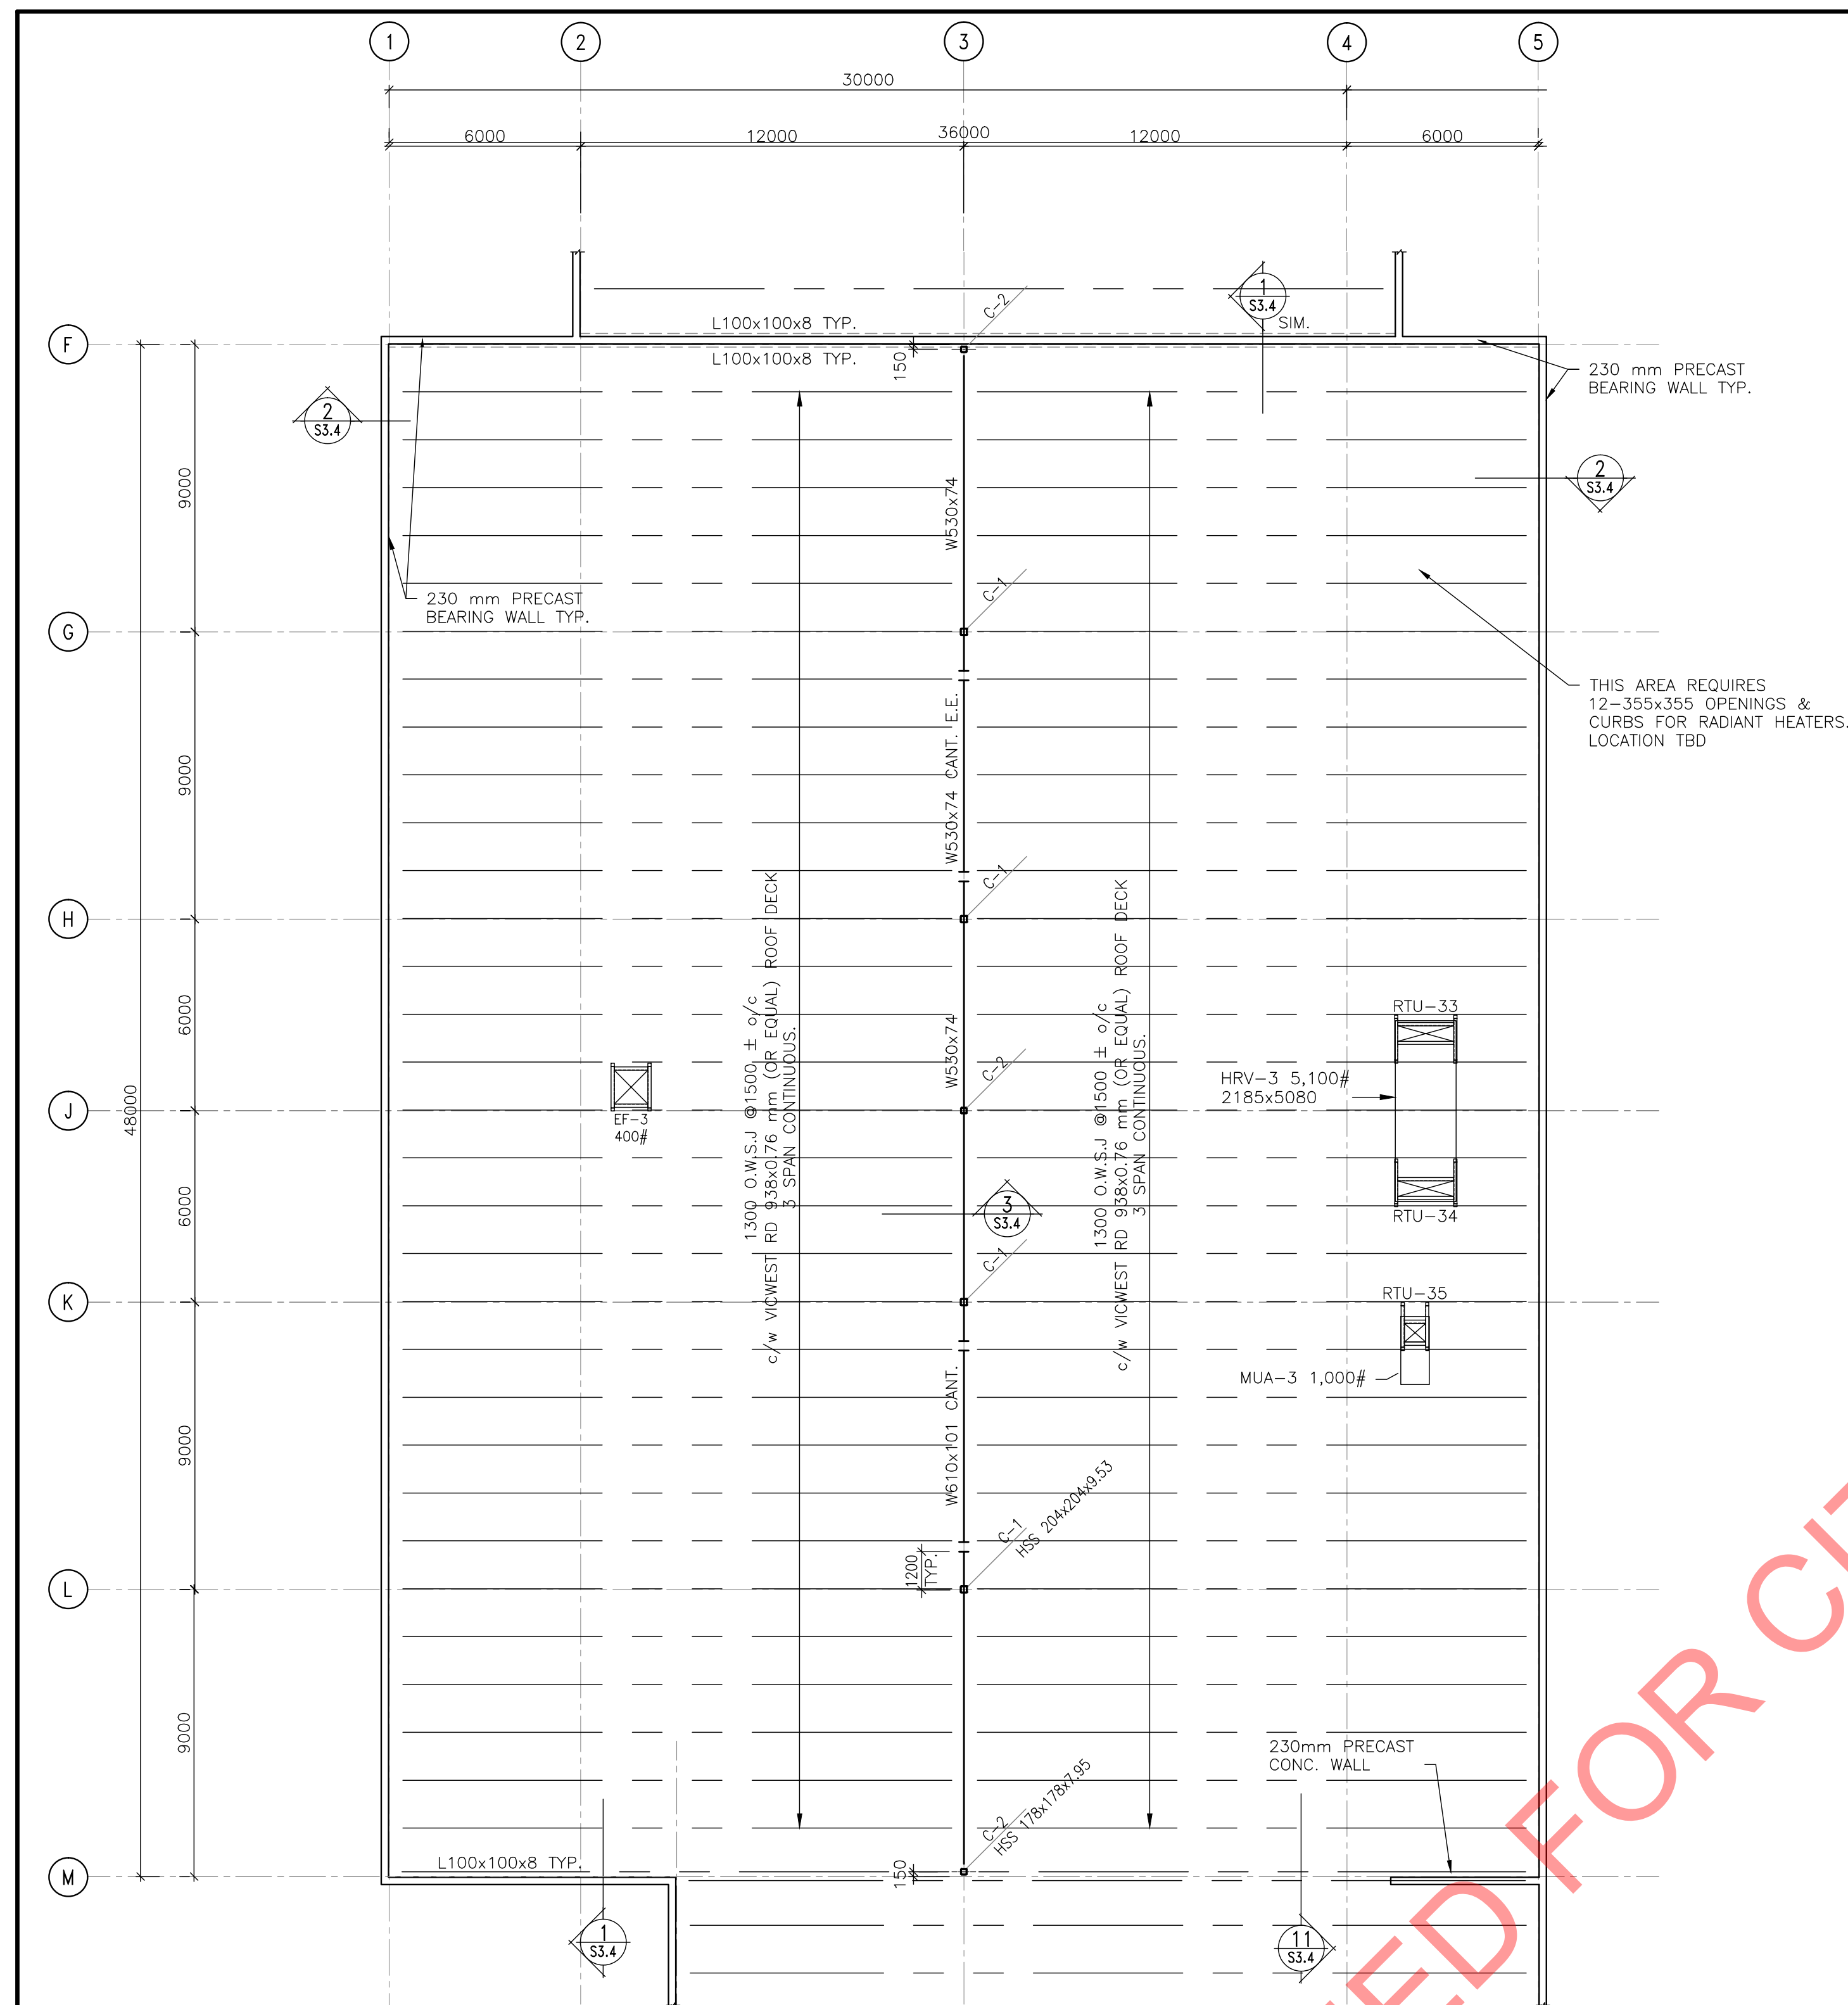 1
2
3
4
5
30000
6000
12000
36000
12000
6000
F
G
H
J
K
L
M
48000
9000
9000
6000
6000
9000
9000
L100x100x8 TYP.
L100x100x8 TYP.
150
C-2
1
S3.4
SIM.
230 mm PRECAST
BEARING WALL TYP.
2
S3.4
2
S3.4
W530x74
C-1
230 mm PRECAST
BEARING WALL TYP.
THIS AREA REQUIRES
12-355x355 OPENINGS &
CURBS FOR RADIANT HEATERS.
LOCATION TBD
W530x74 CANT. E.E.
C-1
1300 O.W.S.J @1500 ± o/c
c/w VICWEST RD 938x0.76 mm (OR EQUAL) ROOF DECK
3 SPAN CONTINUOUS.
1300 O.W.S.J @1500 ± o/c
c/w VICWEST RD 938x0.76 mm (OR EQUAL) ROOF DECK
3 SPAN CONTINUOUS.
W530x74
C-2
RTU-33
HRV-3 5,100#
2185x5080
RTU-34
EF-3
400#
3
S3.4
C-1
RTU-35
MUA-3 1,000#
W610x101 CANT.
C-1
HSS 204x204x9.53
1200
TYP.
230mm PRECAST
CONC. WALL
C-2
HSS 178x178x7.95
L100x100x8 TYP.
150
1
S3.4
11
S3.4
FOR